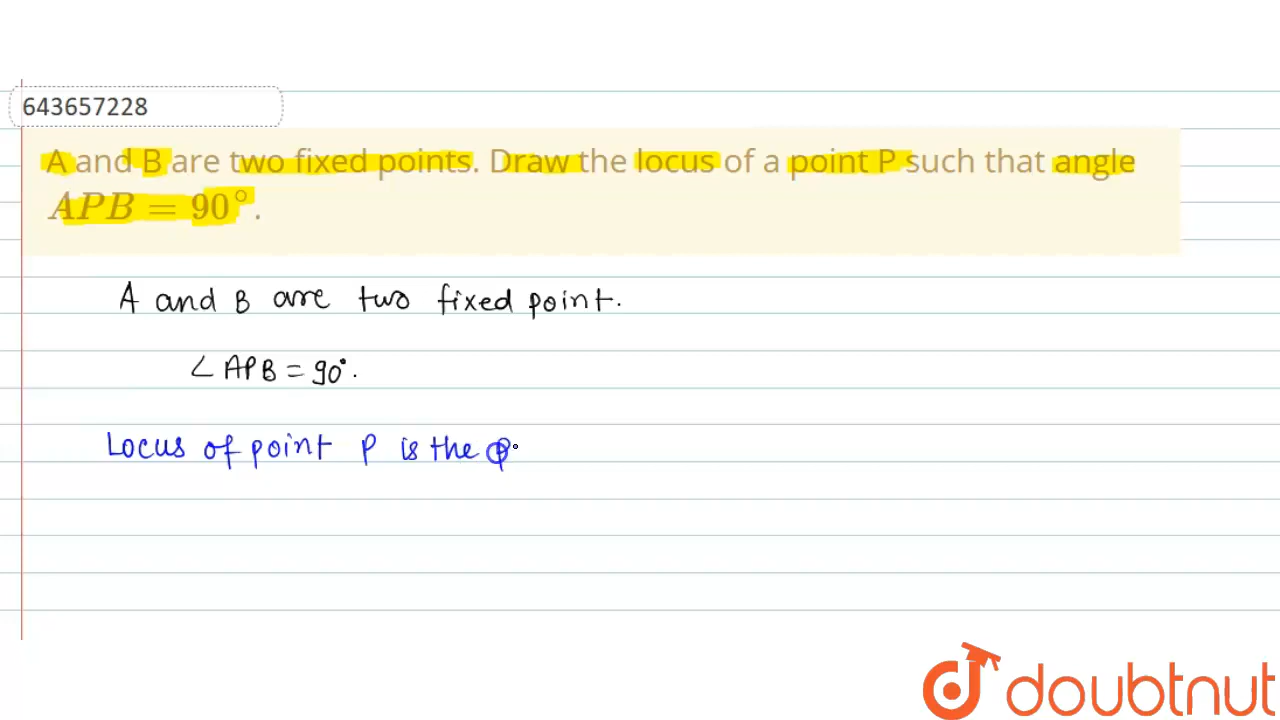 643657228
A and B are two fixed points. Draw the locus of a point P such that angle
APB = 90°.
A and B are two fixed point.
∠ APB = 90°.
Locus of point P is the
doubtnut